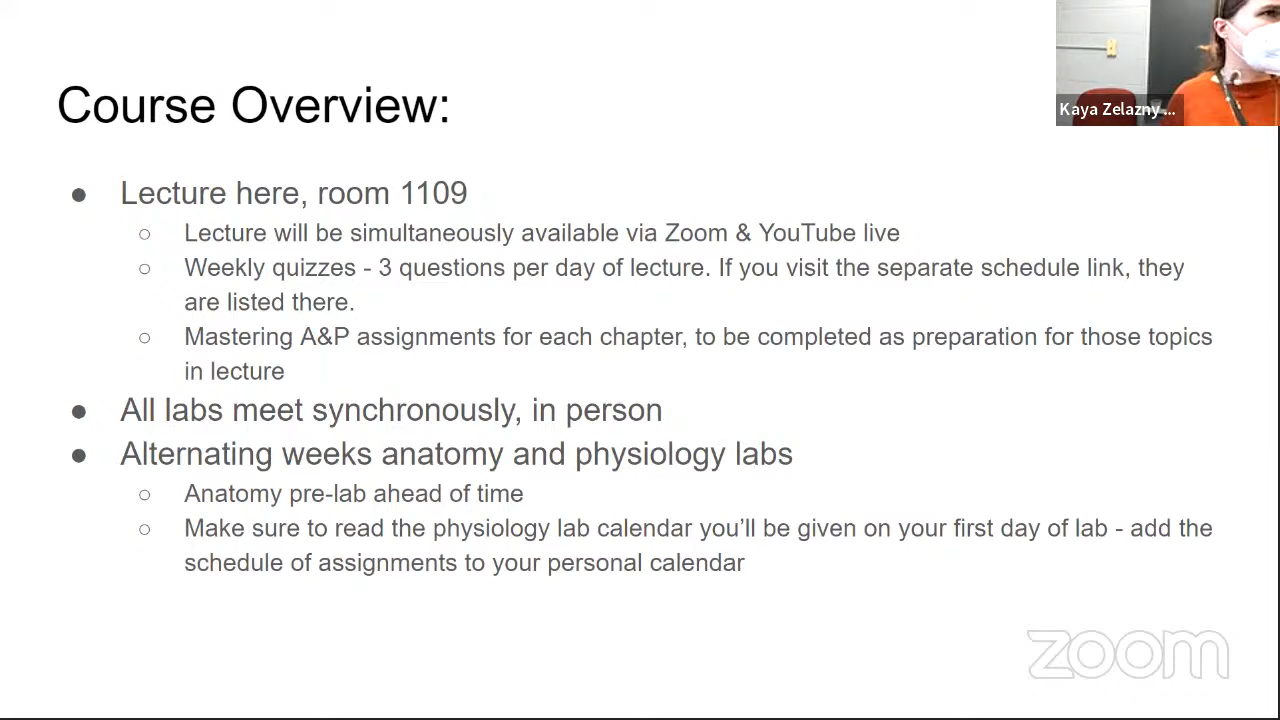 Kaya Zelazny ...
Course Overview:
● Lecture here, room 1109
○ Lecture will be simultaneously available via Zoom & YouTube live
○ Weekly quizzes - 3 questions per day of lecture. If you visit the separate schedule link, they
are listed there.
○ Mastering A&P assignments for each chapter, to be completed as preparation for those topics
in lecture
● All labs meet synchronously, in person
● Alternating weeks anatomy and physiology labs
○ Anatomy pre-lab ahead of time
○ Make sure to read the physiology lab calendar you’ll be given on your first day of lab - add the
schedule of assignments to your personal calendar
zoom